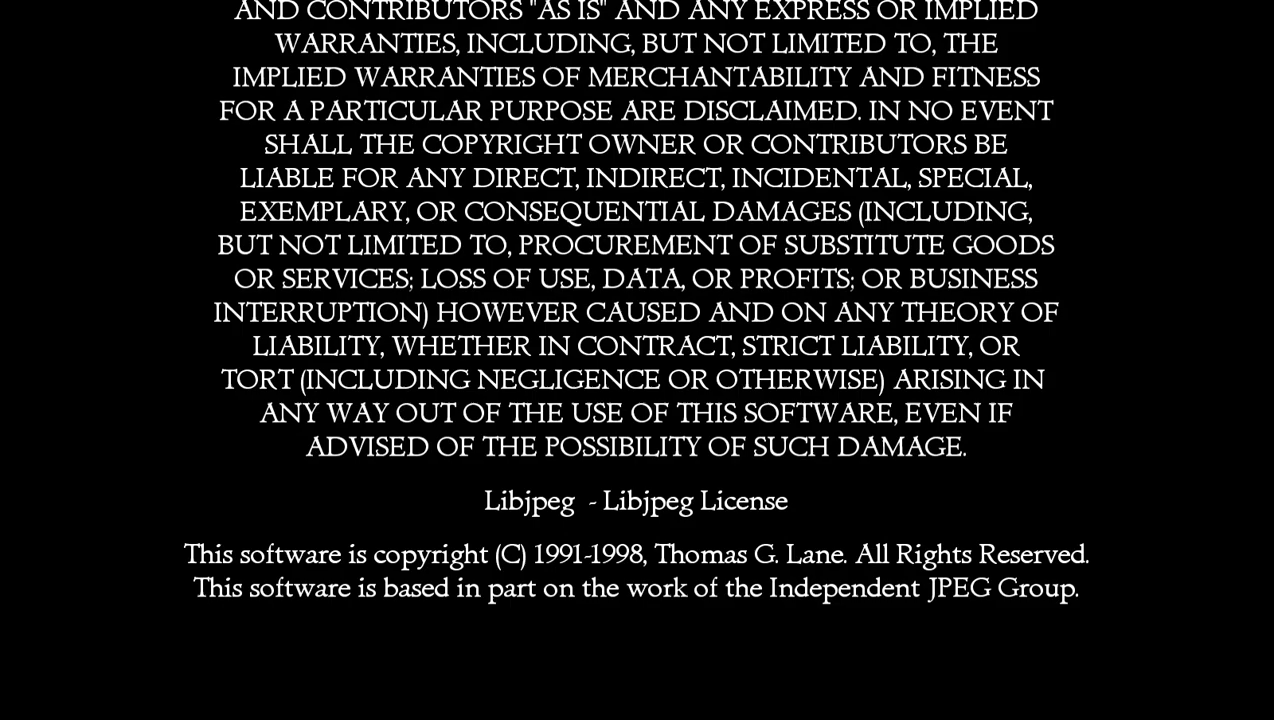 AND CONTRIBUTORS "AS IS" AND ANY EXPRESS OR IMPLIED
WARRANTIES, INCLUDING, BUT NOT LIMITED TO, THE
IMPLIED WARRANTIES OF MERCHANTABILITY AND FITNESS
FOR A PARTICULAR PURPOSE ARE DISCLAIMED. IN NO EVENT
SHALL THE COPYRIGHT OWNER OR CONTRIBUTORS BE
LIABLE FOR ANY DIRECT, INDIRECT, INCIDENTAL, SPECIAL,
EXEMPLARY, OR CONSEQUENTIAL DAMAGES (INCLUDING,
BUT NOT LIMITED TO, PROCUREMENT OF SUBSTITUTE GOODS
OR SERVICES; LOSS OF USE, DATA, OR PROFITS; OR BUSINESS
INTERRUPTION) HOWEVER CAUSED AND ON ANY THEORY OF
LIABILITY, WHETHER IN CONTRACT, STRICT LIABILITY, OR
TORT (INCLUDING NEGLIGENCE OR OTHERWISE) ARISING IN
ANY WAY OUT OF THE USE OF THIS SOFTWARE, EVEN IF
ADVISED OF THE POSSIBILITY OF SUCH DAMAGE.
Libjpeg - Libjpeg License
This software is copyright (C) 1991-1998, Thomas G. Lane. All Rights Reserved.
This software is based in part on the work of the Independent JPEG Group.